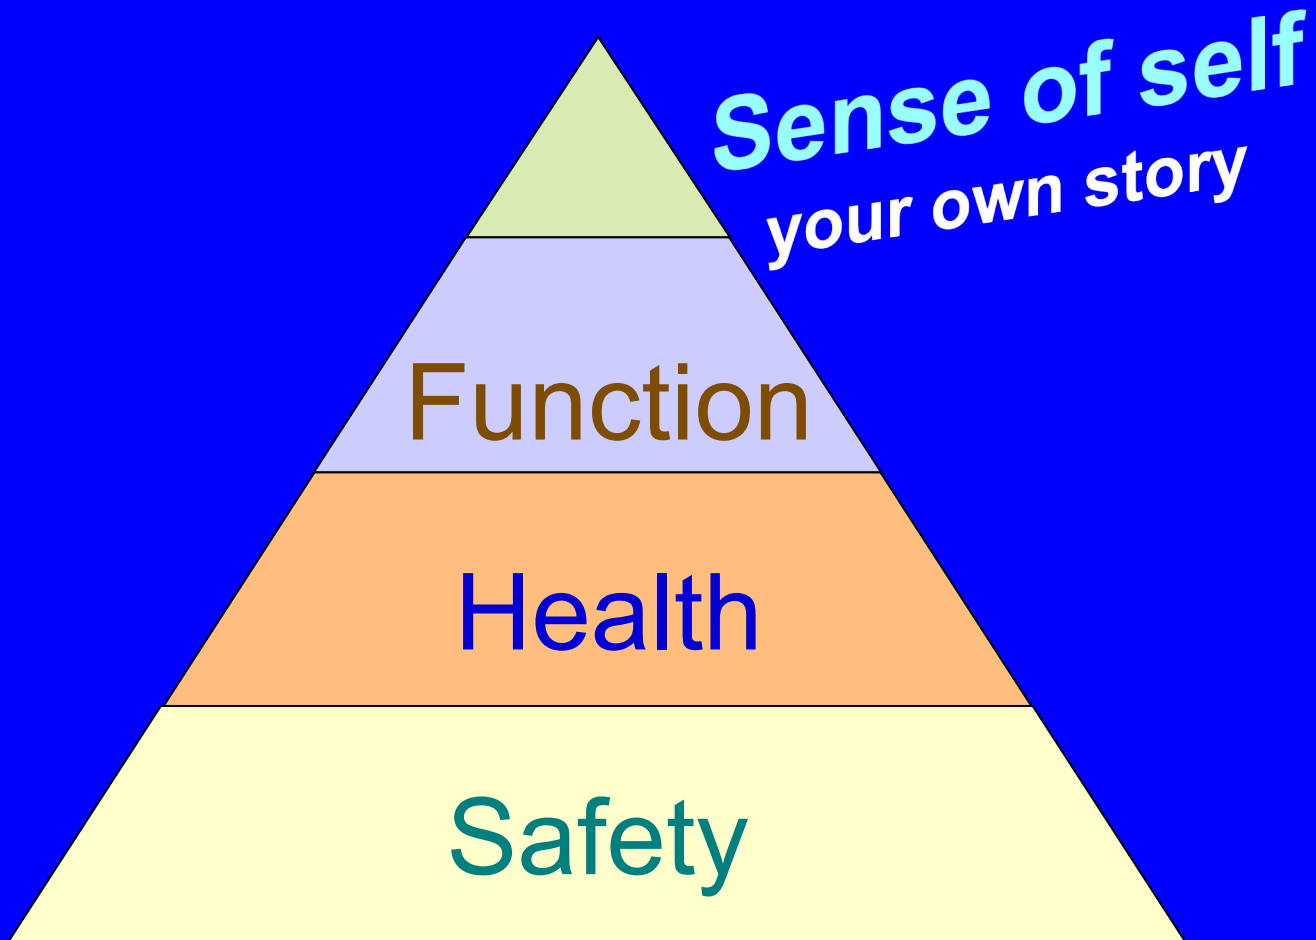 Sense of self
your own story
Function
Health
Safety